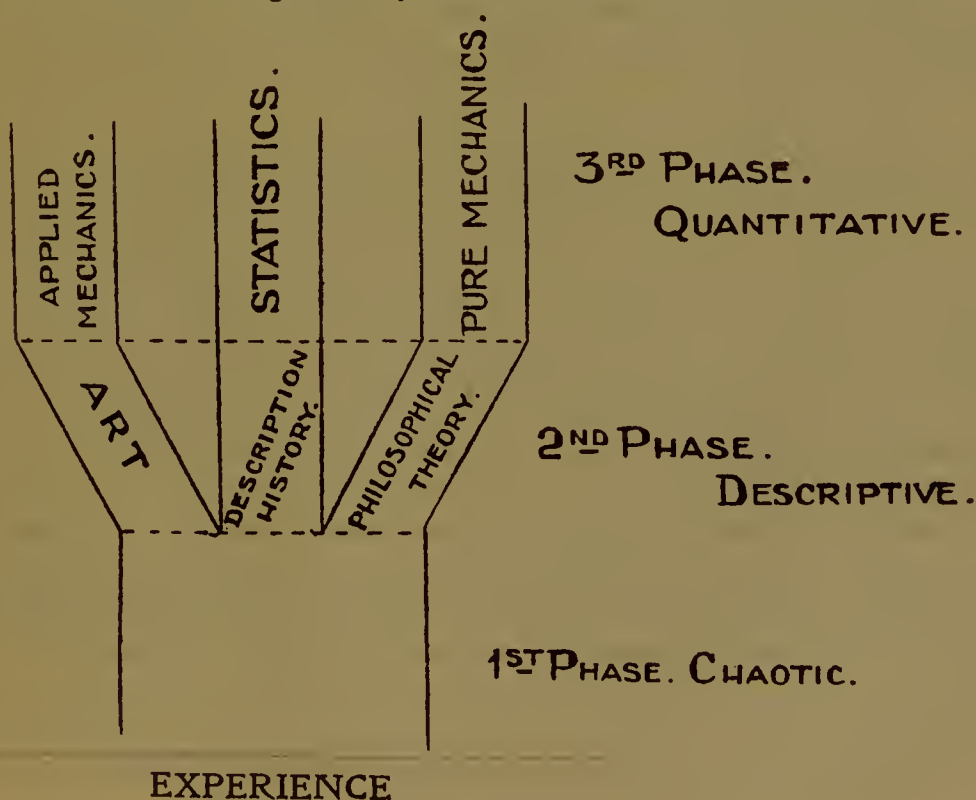 APPLIED
MECHANICS.
STATISTICS.
PURE MECHANICS.
3RD PHASE.
QUANTITATIVE.
ART
DESCRIPTION
HISTORY.
PHILOSOPHICAL
THEORY.
2ND PHASE.
DESCRIPTIVE.
1ST PHASE. CHAOTIC.
EXPERIENCE